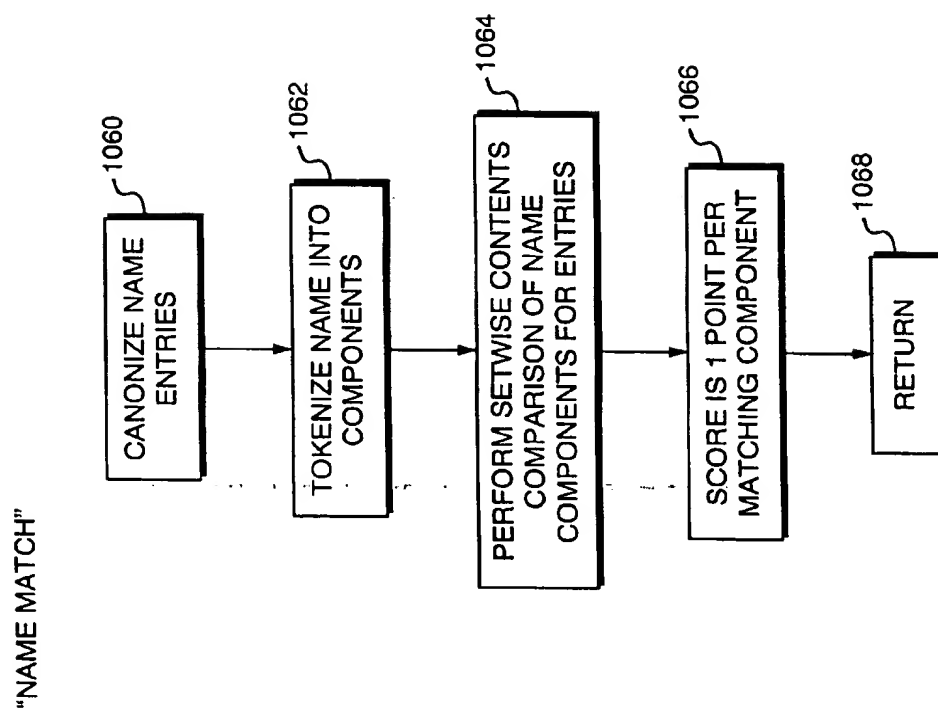 "NAME MATCH"
1060
CANONIZE NAME
ENTRIES
1062
TOKENIZE NAME INTO
COMPONENTS
1064
PERFORM SETWISE CONTENTS
COMPARISON OF NAME
COMPONENTS FOR ENTRIES
1066
SCORE IS 1 POINT PER
MATCHING COMPONENT
1068
RETURN